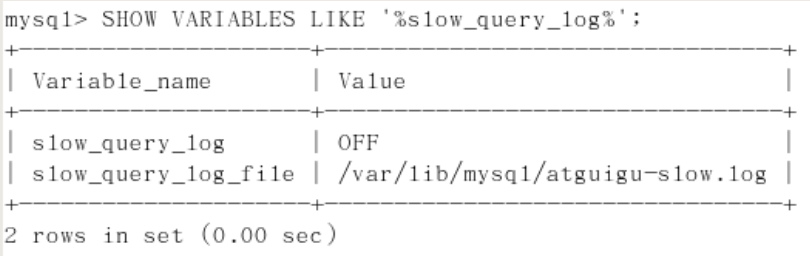 mysql> SHOW VARIABLES LIKE '%slow_query_log%';
+---------------------+-------------------------------+
| Variable_name | Value |
+---------------------+-------------------------------+
| slow_query_log | OFF |
| slow_query_log_file | /var/lib/mysql/atguigu-slow.log |
+---------------------+-------------------------------+
2 rows in set (0.00 sec)